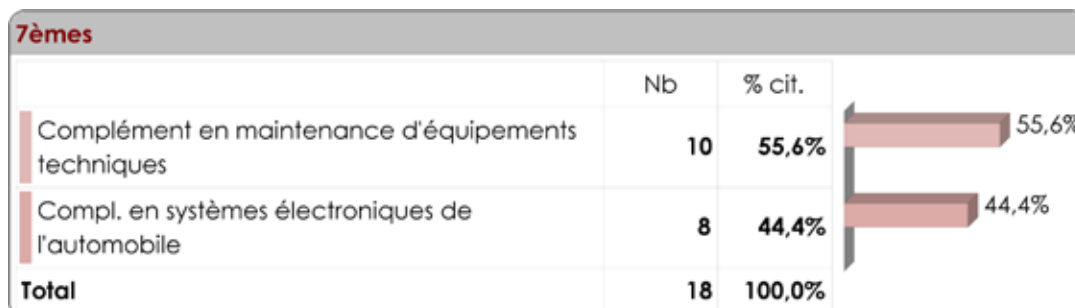 7èmes
Nb % cit.
Complément en maintenance d'équipements
techniques
10 55,6% 55,6%
Compl. en systèmes électroniques de
l'automobile
8 44,4% 44,4%
Total 18 100,0%